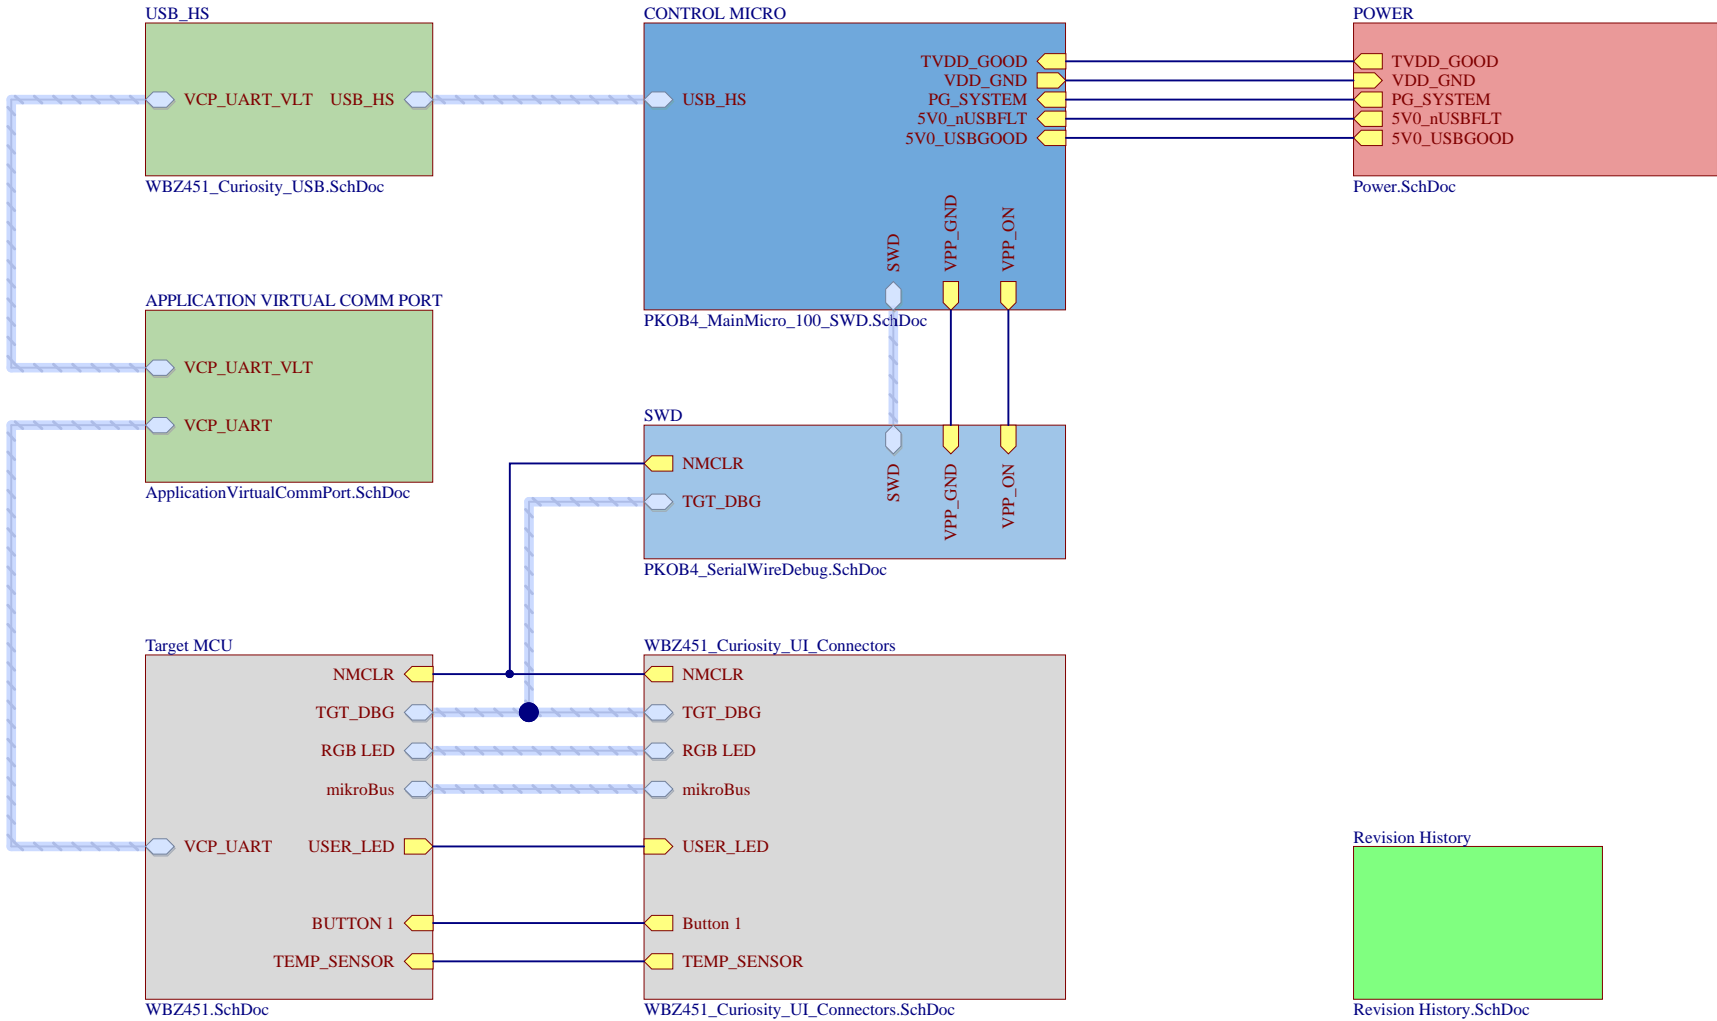 USB_HS
VCP_UART_VLT USB_HS
WBZ451_Curiosity_USB.SchDoc
CONTROL MICRO
USB_HS
TVDD_GOOD
VDD_GND
PG_SYSTEM
5V0_nUSBFLT
5V0_USBGOOD
SWD
VPP_GND
VPP_ON
PKOB4_MainMicro_100_SWD.SchDoc
POWER
TVDD_GOOD
VDD_GND
PG_SYSTEM
5V0_nUSBFLT
5V0_USBGOOD
Power.SchDoc
APPLICATION VIRTUAL COMM PORT
VCP_UART_VLT
VCP_UART
ApplicationVirtualCommPort.SchDoc
SWD
NMCLR
TGT_DBG
SWD
VPP_GND
VPP_ON
PKOB4_SerialWireDebug.SchDoc
Target MCU
NMCLR
TGT_DBG
RGB LED
mikroBus
VCP_UART USER_LED
BUTTON 1
TEMP_SENSOR
WBZ451.SchDoc
WBZ451_Curiosity_UI_Connectors
NMCLR
TGT_DBG
RGB LED
mikroBus
USER_LED
Button 1
TEMP_SENSOR
WBZ451_Curiosity_UI_Connectors.SchDoc
Revision History
Revision History.SchDoc